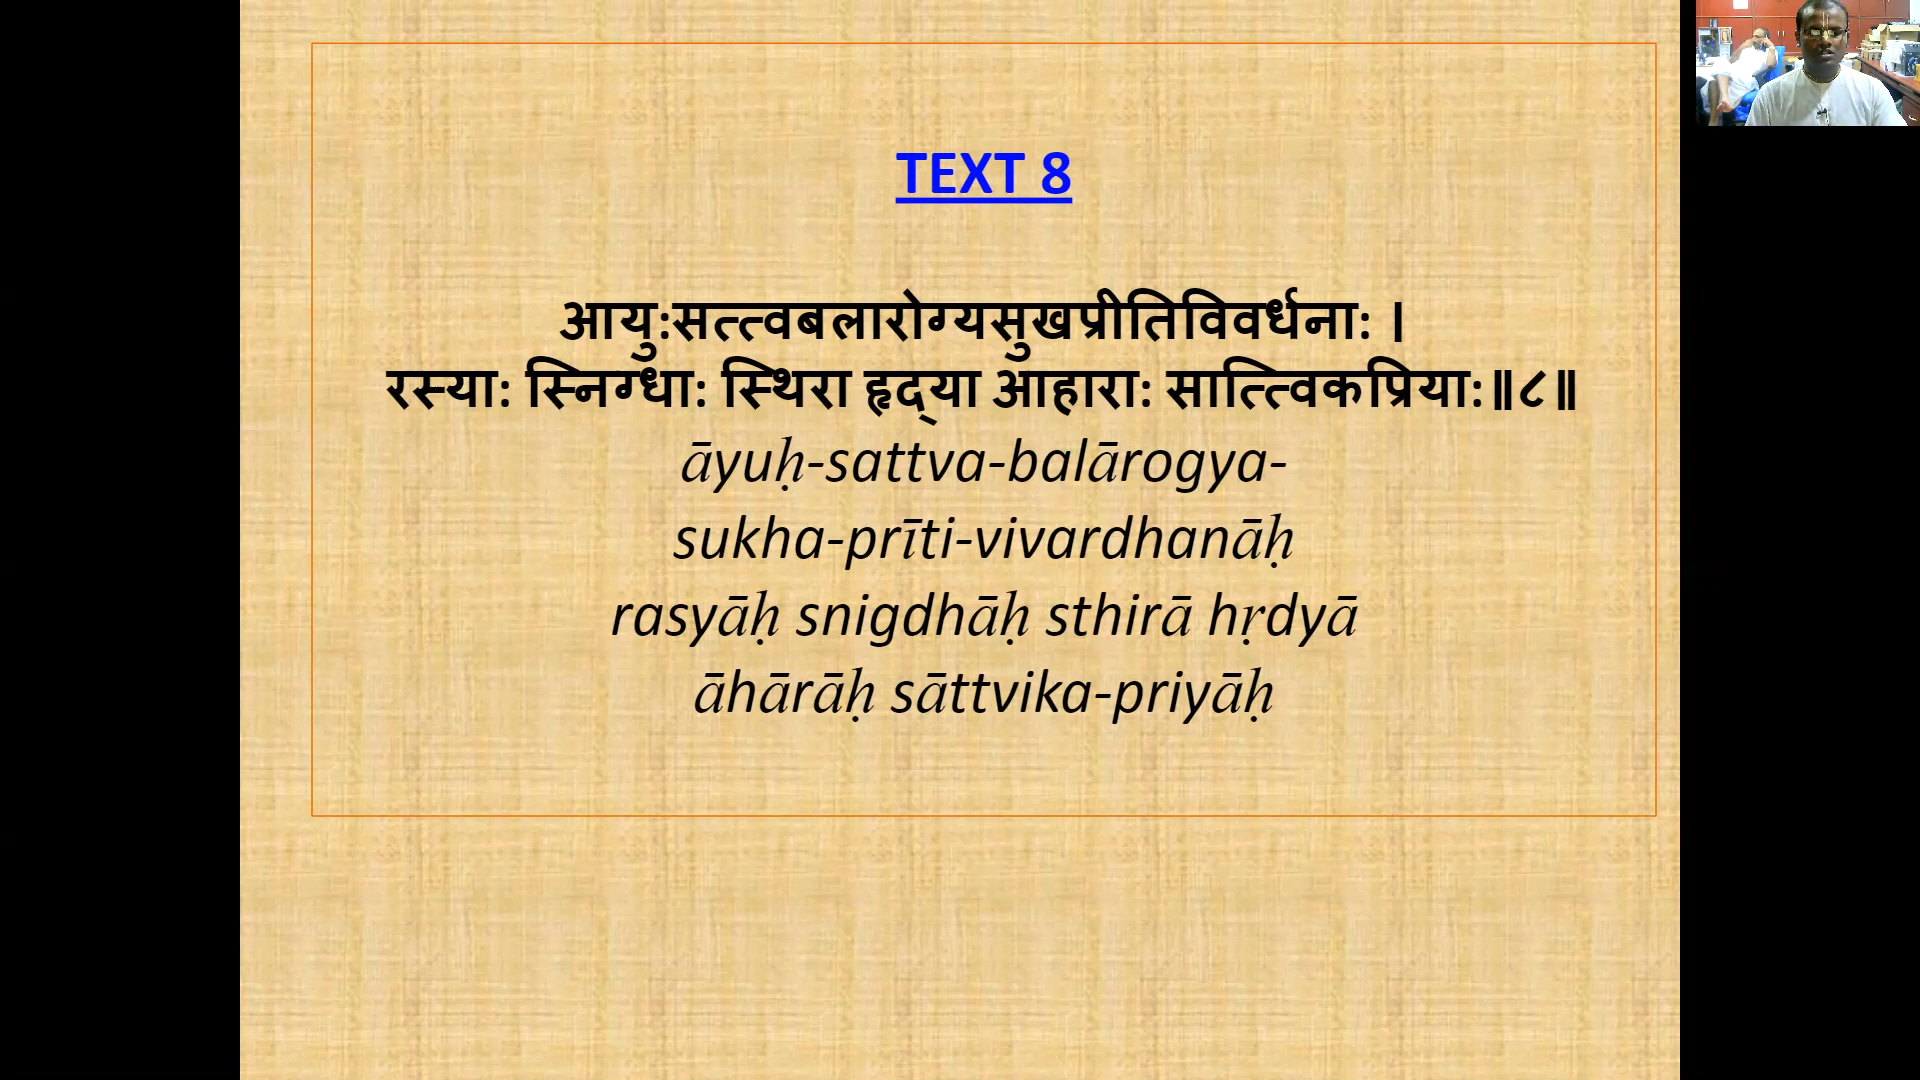 TEXT 8
आयुःसत्त्वबलारोग्यसुखप्रीतिविवर्धनाः ।
रस्याः स्निग्धाः स्थिरा हृद्‌या आहाराः सात्त्विकप्रियाः॥८॥
āyuḥ-sattva-balārogya-
sukha-prīti-vivardhanāḥ
rasyāḥ snigdhāḥ sthirā hṛdyā
āhārāḥ sāttvika-priyāḥ